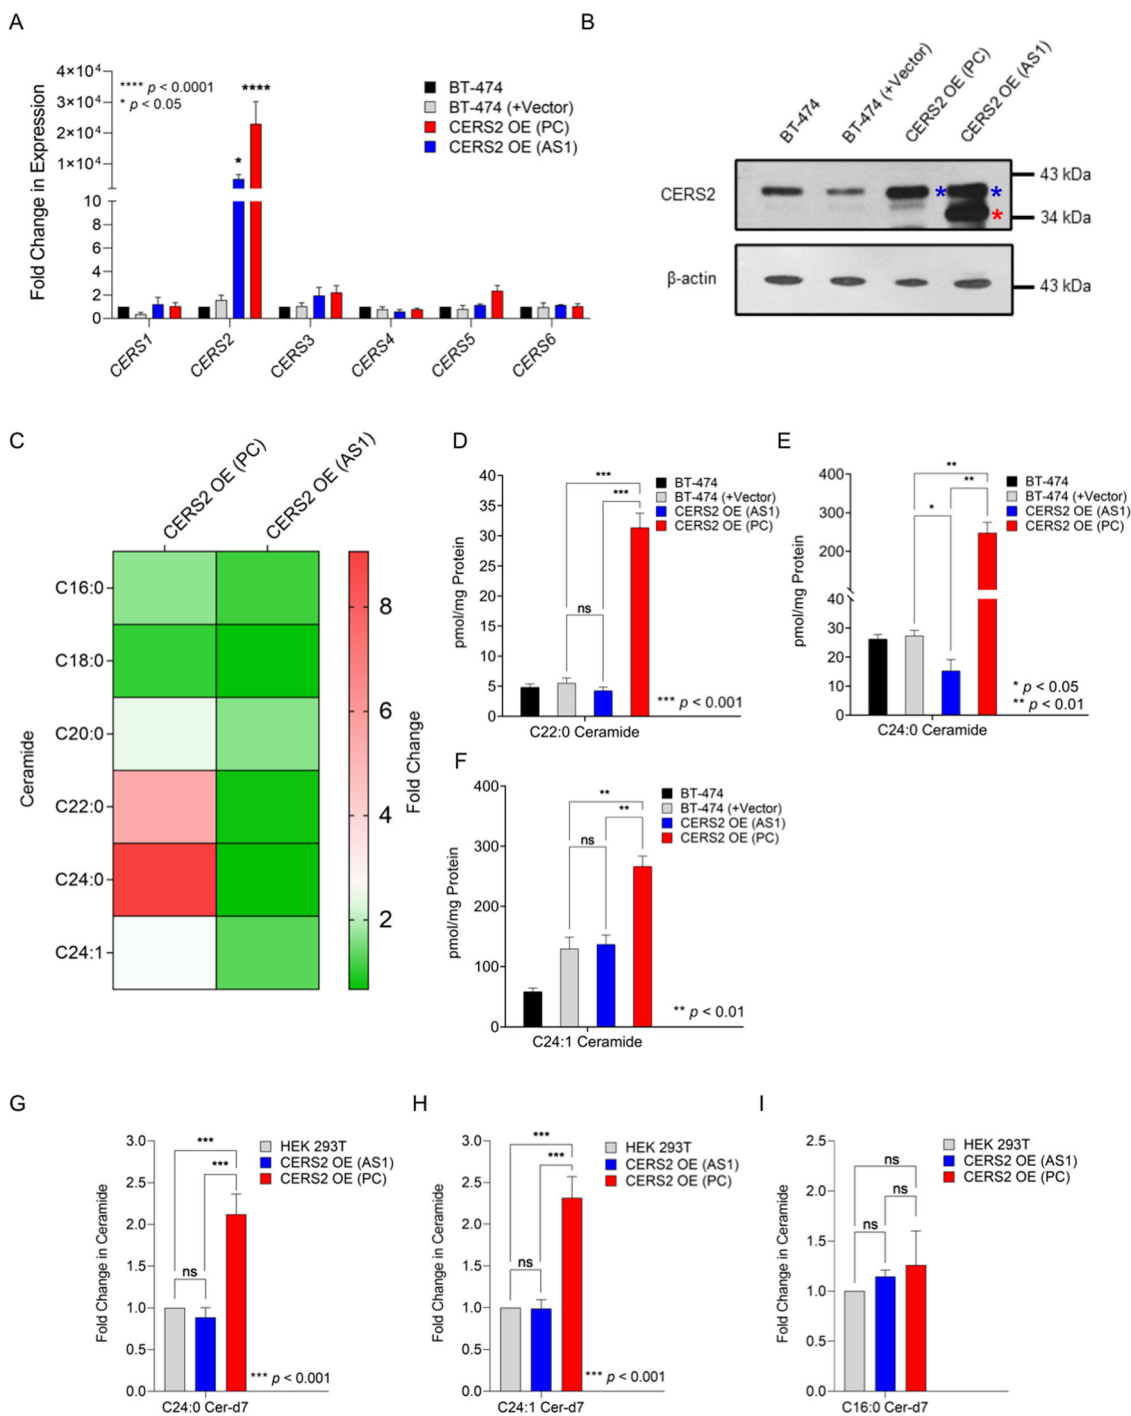 A
4×10⁴
3×10⁴
2×10⁴
1×10⁴
10
8
6
4
2
0
Fold Change in Expression
**** p < 0.0001
* p < 0.05
*
****
BT-474
BT-474 (+Vector)
CERS2 OE (PC)
CERS2 OE (AS1)
CERS1
CERS2
CERS3
CERS4
CERS5
CERS6
B
BT-474
BT-474 (+Vector)
CERS2 OE (PC)
CERS2 OE (AS1)
CERS2
* *
*
43 kDa
34 kDa
β-actin
43 kDa
C
CERS2 OE (PC)
CERS2 OE (AS1)
Ceramide
C16:0
C18:0
C20:0
C22:0
C24:0
C24:1
8
6
4
2
Fold Change
D
40
35
30
25
20
15
10
5
0
pmol/mg Protein
***
***
ns
BT-474
BT-474 (+Vector)
CERS2 OE (AS1)
CERS2 OE (PC)
*** p < 0.001
C22:0 Ceramide
E
400
300
200
40
30
20
10
0
pmol/mg Protein
**
**
*
BT-474
BT-474 (+Vector)
CERS2 OE (AS1)
CERS2 OE (PC)
* p < 0.05
** p < 0.01
C24:0 Ceramide
F
400
300
200
100
0
pmol/mg Protein
**
**
ns
BT-474
BT-474 (+Vector)
CERS2 OE (AS1)
CERS2 OE (PC)
** p < 0.01
C24:1 Ceramide
G
3.0
2.5
2.0
1.5
1.0
0.5
0.0
Fold Change in Ceramide
***
***
ns
HEK 293T
CERS2 OE (AS1)
CERS2 OE (PC)
*** p < 0.001
C24:0 Cer-d7
H
3.0
2.5
2.0
1.5
1.0
0.5
0.0
Fold Change in Ceramide
***
***
ns
HEK 293T
CERS2 OE (AS1)
CERS2 OE (PC)
*** p < 0.001
C24:1 Cer-d7
I
2.5
2.0
1.5
1.0
0.5
0.0
Fold Change in Ceramide
ns
ns
ns
HEK 293T
CERS2 OE (AS1)
CERS2 OE (PC)
C16:0 Cer-d7